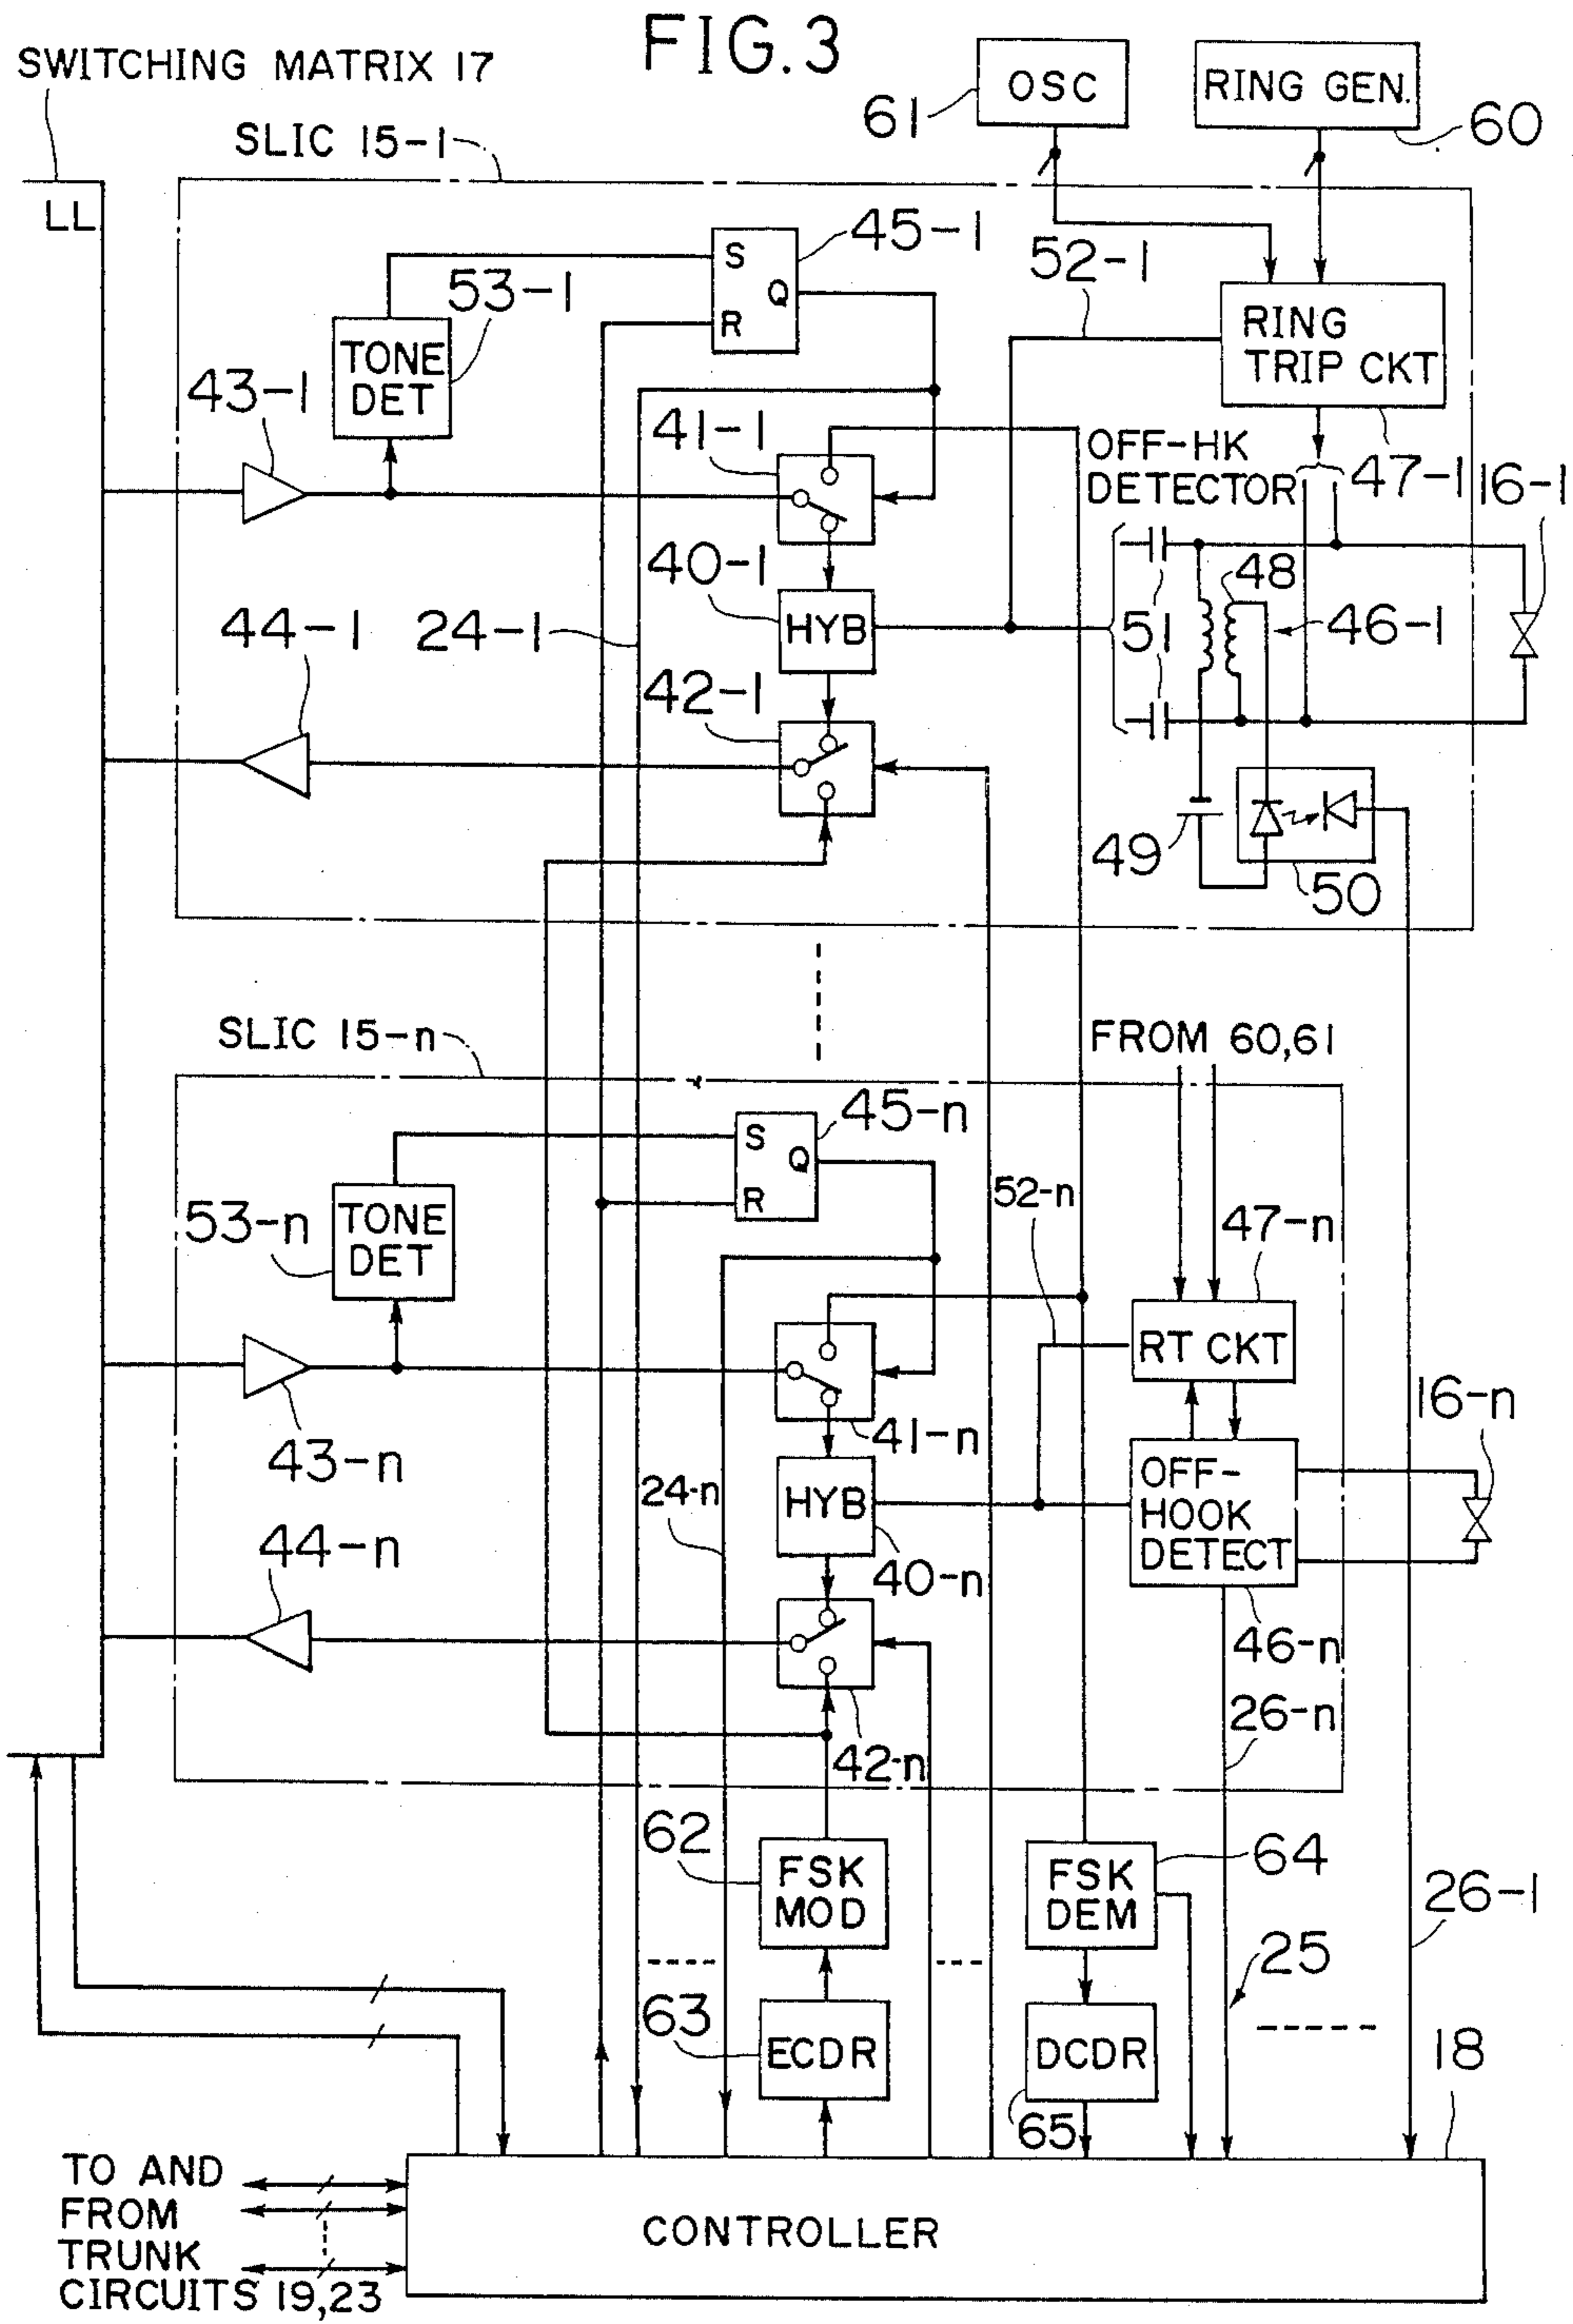 FIG. 3
SWITCHING MATRIX 17
OSC
61
RING GEN.
60
SLIC 15-1
LL
S
Q
R
45-1
52-1
53-1
TONE
DET
RING
TRIP CKT
43-1
41-1
OFF-HK
DETECTOR
47-1
16-1
40-1
48
44-1
24-1
HYB
51
46-1
42-1
49
50
SLIC 15-n
FROM 60,61
S
Q
R
45-n
52-n
53-n
TONE
DET
47-n
RT CKT
16-n
43-n
41-n
24-n
HYB
OFF-
HOOK
DETECT
44-n
40-n
46-n
26-n
42-n
62
FSK
MOD
FSK
DEM
64
26-1
25
63
ECDR
DCDR
65
18
TO AND
FROM
TRUNK
CIRCUITS 19,23
CONTROLLER